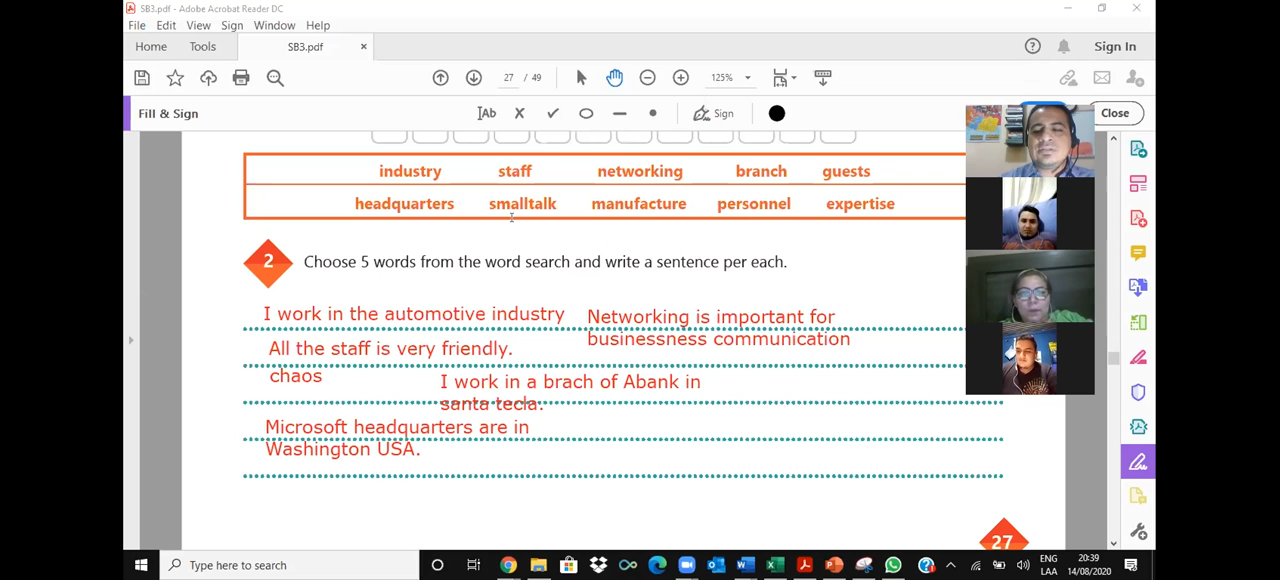 SB3.pdf - Adobe Acrobat Reader DC
File Edit View Sign Window Help
Home Tools SB3.pdf × Sign In
27 / 49 125%
Fill & Sign Ab Sign Close
industry staff networking branch guests
headquarters smalltalk manufacture personnel expertise
2 Choose 5 words from the word search and write a sentence per each.
I work in the automotive industry
Networking is important for
businessness communication
All the staff is very friendly.
chaos
I work in a brach of Abank in
santa tecla.
Microsoft headquarters are in
Washington USA.
27
Type here to search
ENG
LAA
20:39
14/08/2020